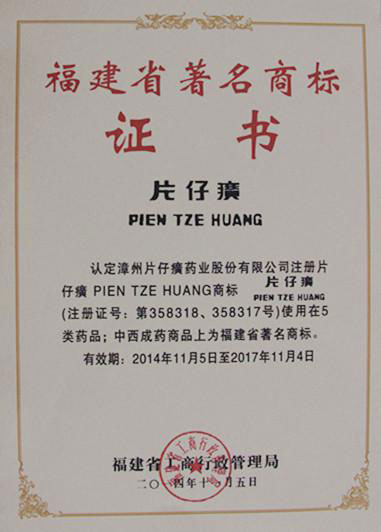 福建省著名商标
证书
片仔癀
PIEN TZE HUANG
认定漳州片仔癀药业股份有限公司注册片
仔癀 PIEN TZE HUANG商标 片仔癀
PIEN TZE HUANG
(注册证号：第358318、358317号)使用在5
类药品；中西成药商品上为福建省著名商标。
有效期：2014年11月5日至2017年11月4日
福建省工商行政管理局
二〇一四年十一月五日